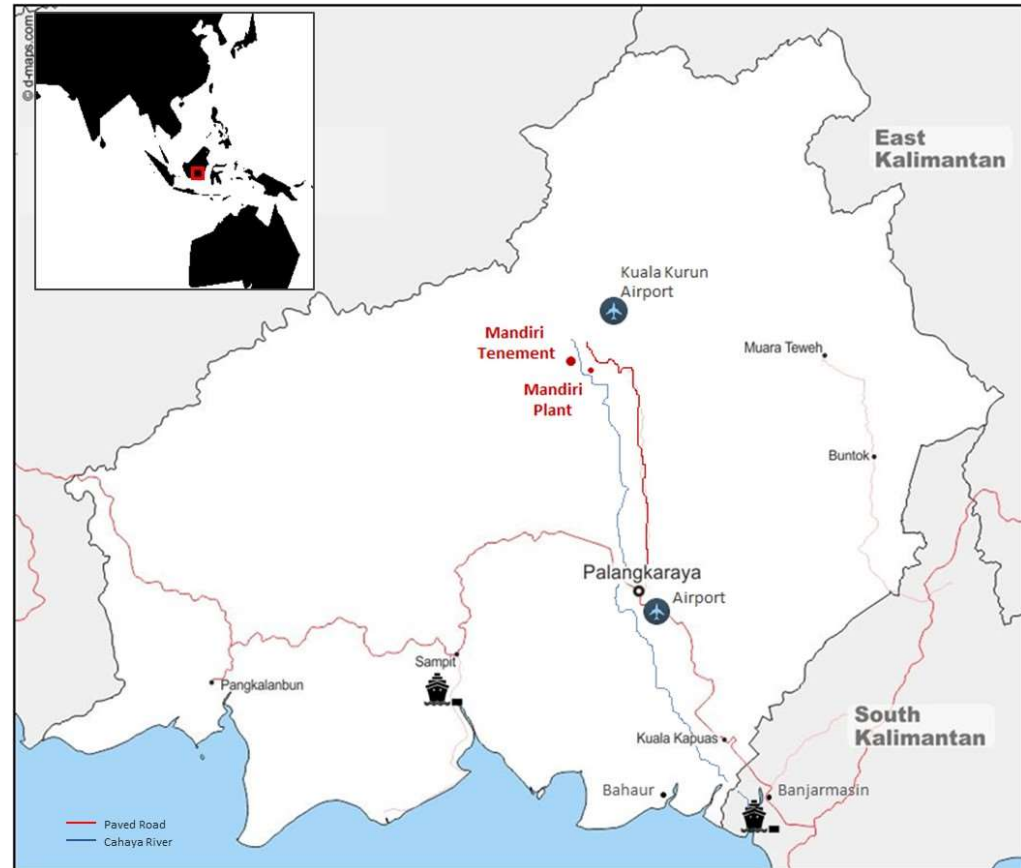 © d-maps.com
East
Kalimantan
Kuala Kurun
Airport
Mandiri
Tenement
Muara Teweh
Mandiri
Plant
Buntok
Palangkaraya
Airport
Sampit
Pangkalanbun
South
Kalimantan
Kuala Kapuas
Bahaur
Banjarmasin
Paved Road
Cahaya River